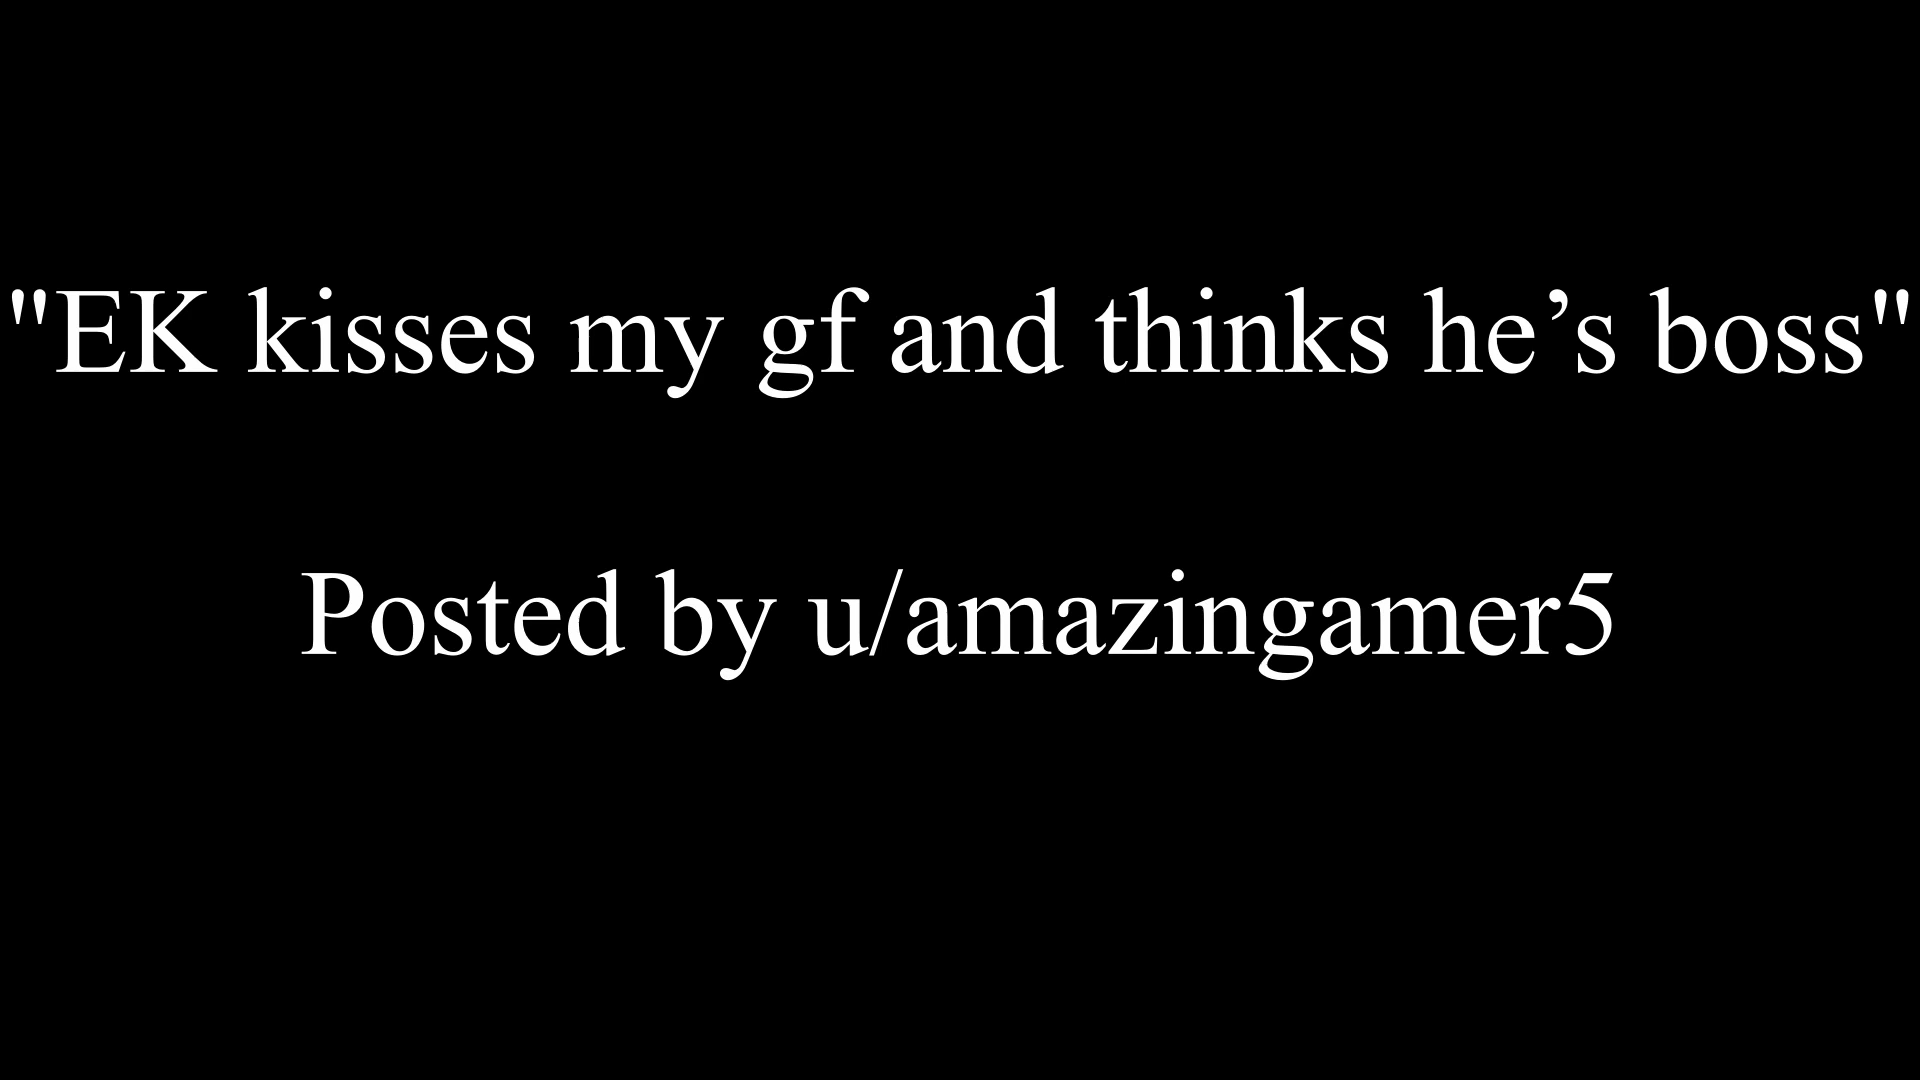 "EK kisses my gf and thinks he’s boss"
Posted by u/amazingamer5